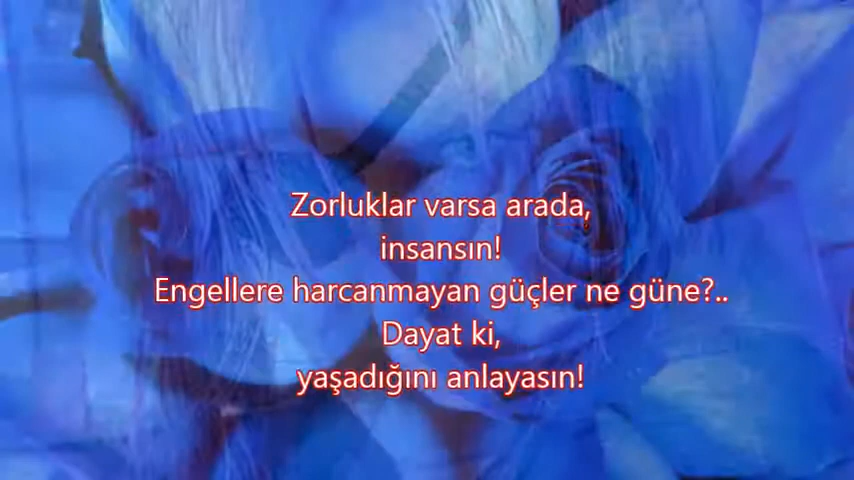 Zorluklar varsa arada,
insansın!
Engellere harcanmayan güçler ne güne?..
Dayat ki,
yaşadığını anlayasın!